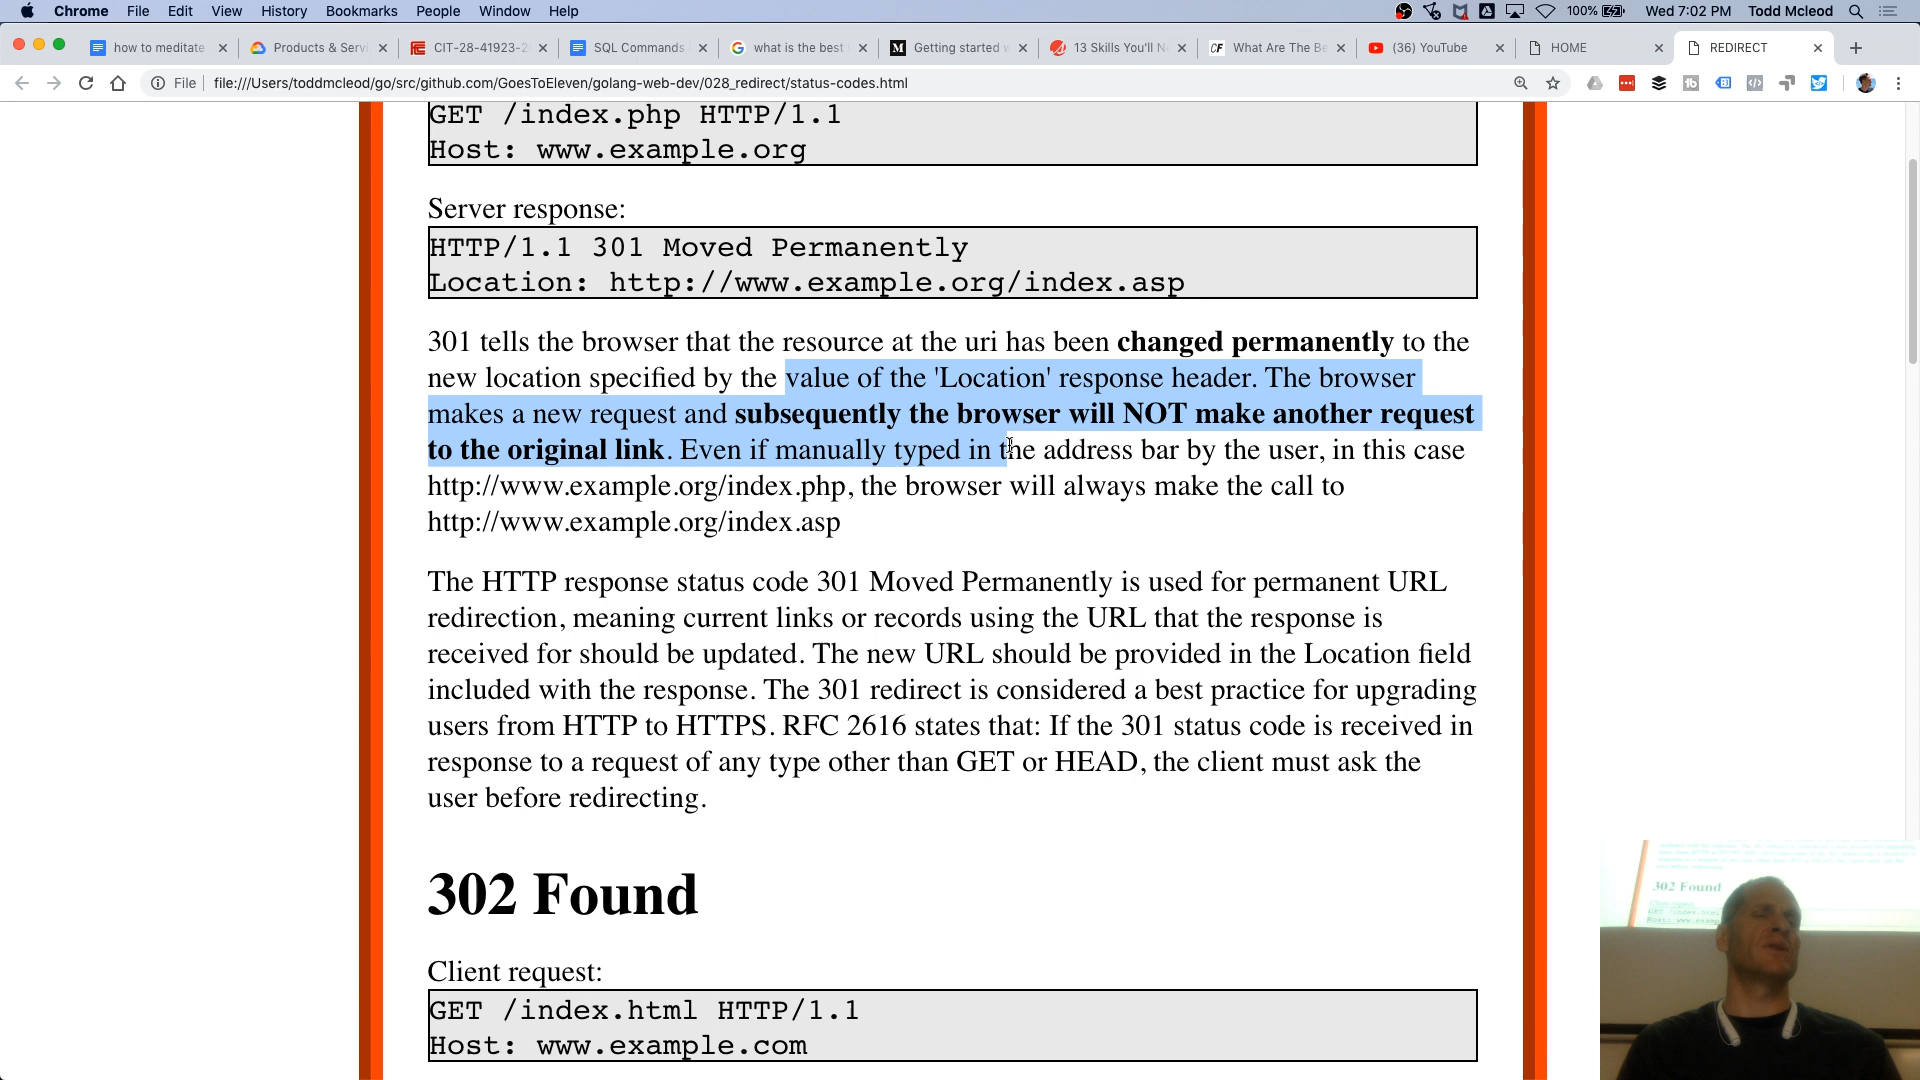 Chrome File Edit View History Bookmarks People Window Help 100% Wed 7:02 PM Todd Mcleod
how to meditate Products & Servi CIT-28-41923-2 SQL Commands what is the best Getting started w 13 Skills You'll N What Are The Be (36) YouTube HOME REDIRECT
File file:///Users/toddmcleod/go/src/github.com/GoesToEleven/golang-web-dev/028_redirect/status-codes.html
GET /index.php HTTP/1.1
Host: www.example.org
Server response:
HTTP/1.1 301 Moved Permanently
Location: http://www.example.org/index.asp
301 tells the browser that the resource at the uri has been changed permanently to the
new location specified by the value of the 'Location' response header. The browser
makes a new request and subsequently the browser will NOT make another request
to the original link. Even if manually typed in the address bar by the user, in this case
http://www.example.org/index.php, the browser will always make the call to
http://www.example.org/index.asp
The HTTP response status code 301 Moved Permanently is used for permanent URL
redirection, meaning current links or records using the URL that the response is
received for should be updated. The new URL should be provided in the Location field
included with the response. The 301 redirect is considered a best practice for upgrading
users from HTTP to HTTPS. RFC 2616 states that: If the 301 status code is received in
response to a request of any type other than GET or HEAD, the client must ask the
user before redirecting.
302 Found
Client request:
GET /index.html HTTP/1.1
Host: www.example.com
302 Found